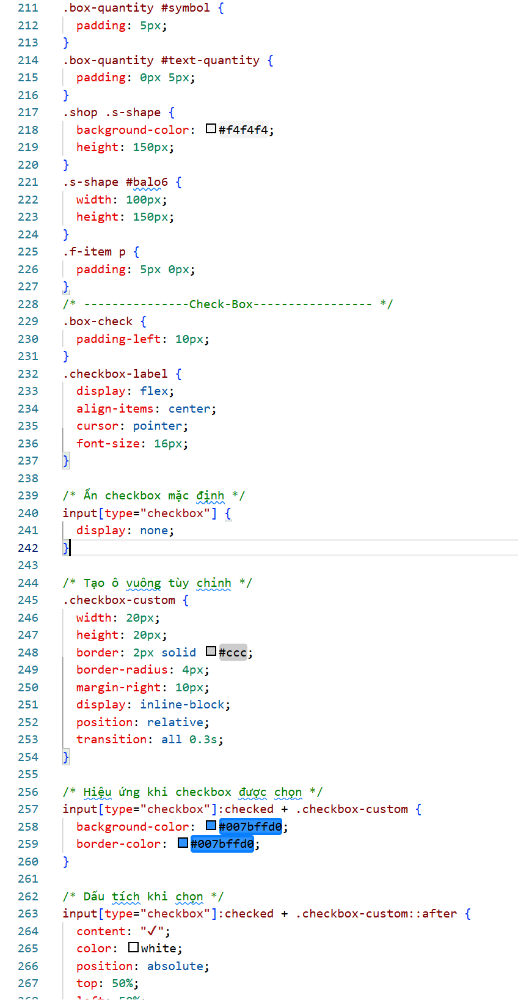 211 .box-quantity #symbol {
212 padding: 5px;
213 }
214 .box-quantity #text-quantity {
215 padding: 0px 5px;
216 }
217 .shop .s-shape {
218 background-color: #f4f4f4;
219 height: 150px;
220 }
221 .s-shape #balo6 {
222 width: 100px;
223 height: 150px;
224 }
225 .f-item p {
226 padding: 5px 0px;
227 }
228 /* ---------------Check-Box----------------- */
229 .box-check {
230 padding-left: 10px;
231 }
232 .checkbox-label {
233 display: flex;
234 align-items: center;
235 cursor: pointer;
236 font-size: 16px;
237 }
238
239 /* Ẩn checkbox mặc định */
240 input[type="checkbox"] {
241 display: none;
242 }
243
244 /* Tạo ô vuông tùy chỉnh */
245 .checkbox-custom {
246 width: 20px;
247 height: 20px;
248 border: 2px solid #ccc;
249 border-radius: 4px;
250 margin-right: 10px;
251 display: inline-block;
252 position: relative;
253 transition: all 0.3s;
254 }
255
256 /* Hiệu ứng khi checkbox được chọn */
257 input[type="checkbox"]:checked + .checkbox-custom {
258 background-color: #007bffd0;
259 border-color: #007bffd0;
260 }
261
262 /* Dấu tích khi chọn */
263 input[type="checkbox"]:checked + .checkbox-custom::after {
264 content: "✓";
265 color: white;
266 position: absolute;
267 top: 50%;